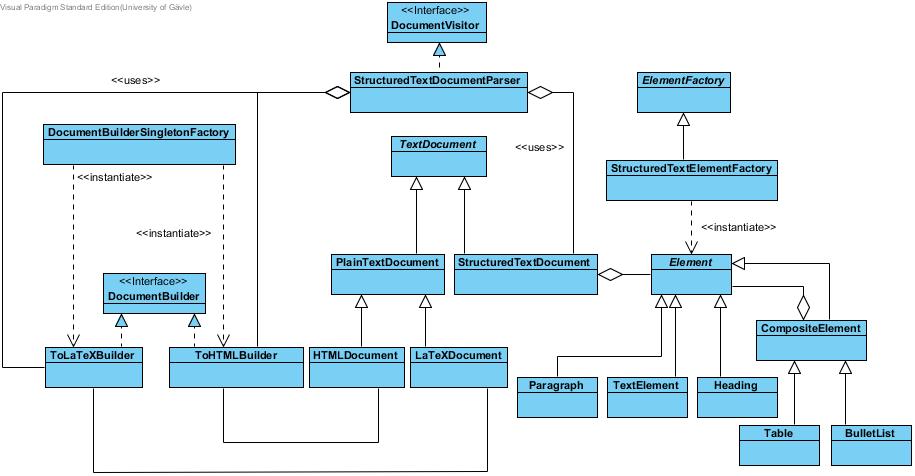 Visual Paradigm Standard Edition(University of Gävle)
<<Interface>>
DocumentVisitor
<<uses>>
StructuredTextDocumentParser
ElementFactory
DocumentBuilderSingletonFactory
TextDocument
<<uses>>
StructuredTextElementFactory
<<instantiate>>
<<instantiate>>
<<instantiate>>
PlainTextDocument
StructuredTextDocument
Element
<<Interface>>
DocumentBuilder
CompositeElement
ToLaTeXBuilder
ToHTMLBuilder
HTMLDocument
LaTeXDocument
Paragraph
TextElement
Heading
Table
BulletList